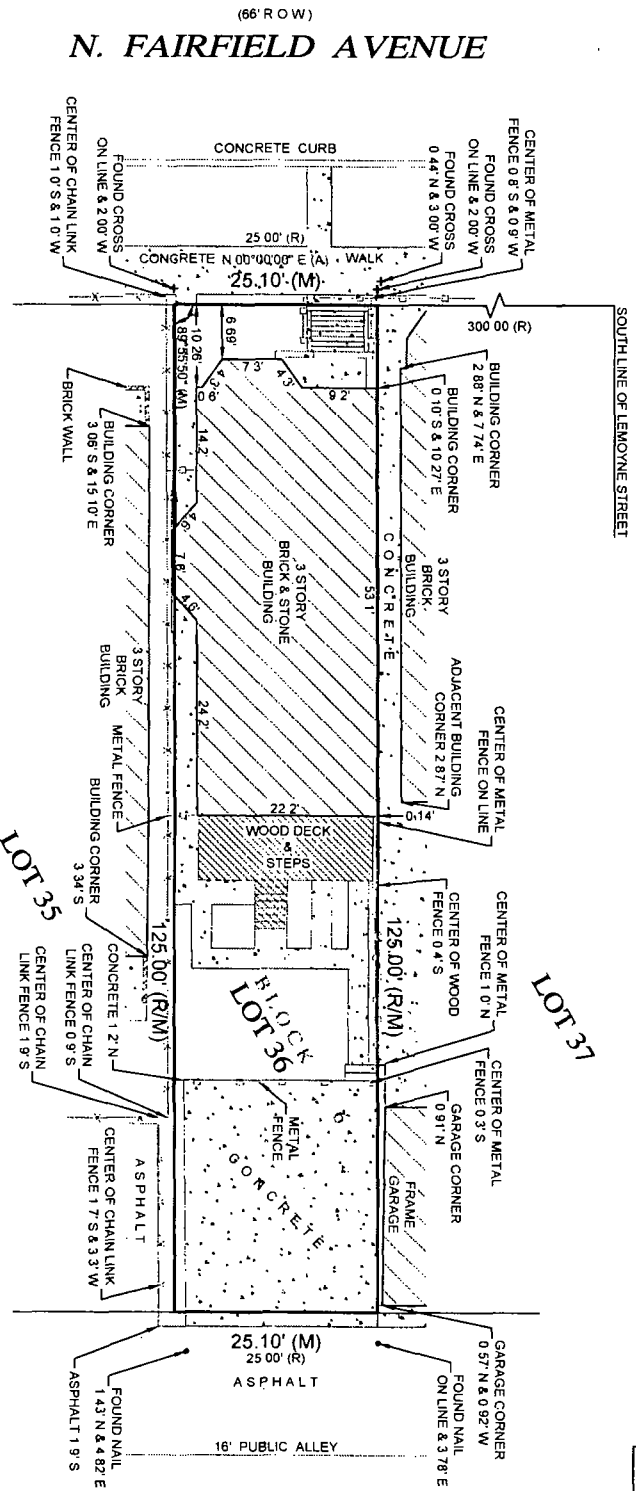 (66' R O W)
N. FAIRFIELD AVENUE
CENTER OF CHAIN LINK
FENCE 1 0' S & 1 0' W
FOUND CROSS
ON LINE & 2 00' W
CONCRETE CURB
25 00' (R)
CONCRETE N 00°00'00" E (A) WALK
25.10' (M)
FOUND CROSS
0 44' N & 3 00' W
FOUND CROSS
ON LINE & 2 00' W
CENTER OF METAL
FENCE 0 8' S & 0 9' W
300 00 (R)
SOUTH LINE OF LEMOYNE STREET
BRICK WALL
BUILDING CORNER
3 06' S & 15 10' E
89°55'50" (M)
10 26'
6 69'
7 3'
4 3'
9 2'
0 6'
14.2'
4.6'
7.6'
4.6'
24 2'
53 1'
22 2'
0.14'
BUILDING CORNER
0 10' S & 10 27' E
BUILDING CORNER
2 88' N & 7 74' E
3 STORY
BRICK
BUILDING
CONCRETE
3 STORY
BRICK & STONE
BUILDING
3 STORY
BRICK
BUILDING
METAL FENCE
ADJACENT BUILDING
CORNER 2 87' N
CENTER OF METAL
FENCE ON LINE
WOOD DECK
&
STEPS
BUILDING CORNER
3 34' S
LOT 35
125.00' (R/M)
CONCRETE 1 2' N
CENTER OF CHAIN
LINK FENCE 0 9' S
CENTER OF CHAIN
LINK FENCE 1 9' S
BLOCK
LOT 36
125.00' (R/M)
CENTER OF WOOD
FENCE 0 4' S
CENTER OF METAL
FENCE 1 0' N
LOT 37
CENTER OF METAL
FENCE 0 3' S
GARAGE CORNER
0 91' N
METAL
FENCE
6
CONCRETE
FRAME
GARAGE
ASPHALT
CENTER OF CHAIN LINK
FENCE 1 7' S & 3 3' W
GARAGE CORNER
0 57' N & 0 92' W
25.10' (M)
25 00' (R)
ASPHALT
ASPHALT 1 9' S
FOUND NAIL
1 43' N & 4 82' E
FOUND NAIL
ON LINE & 3 78' E
16' PUBLIC ALLEY